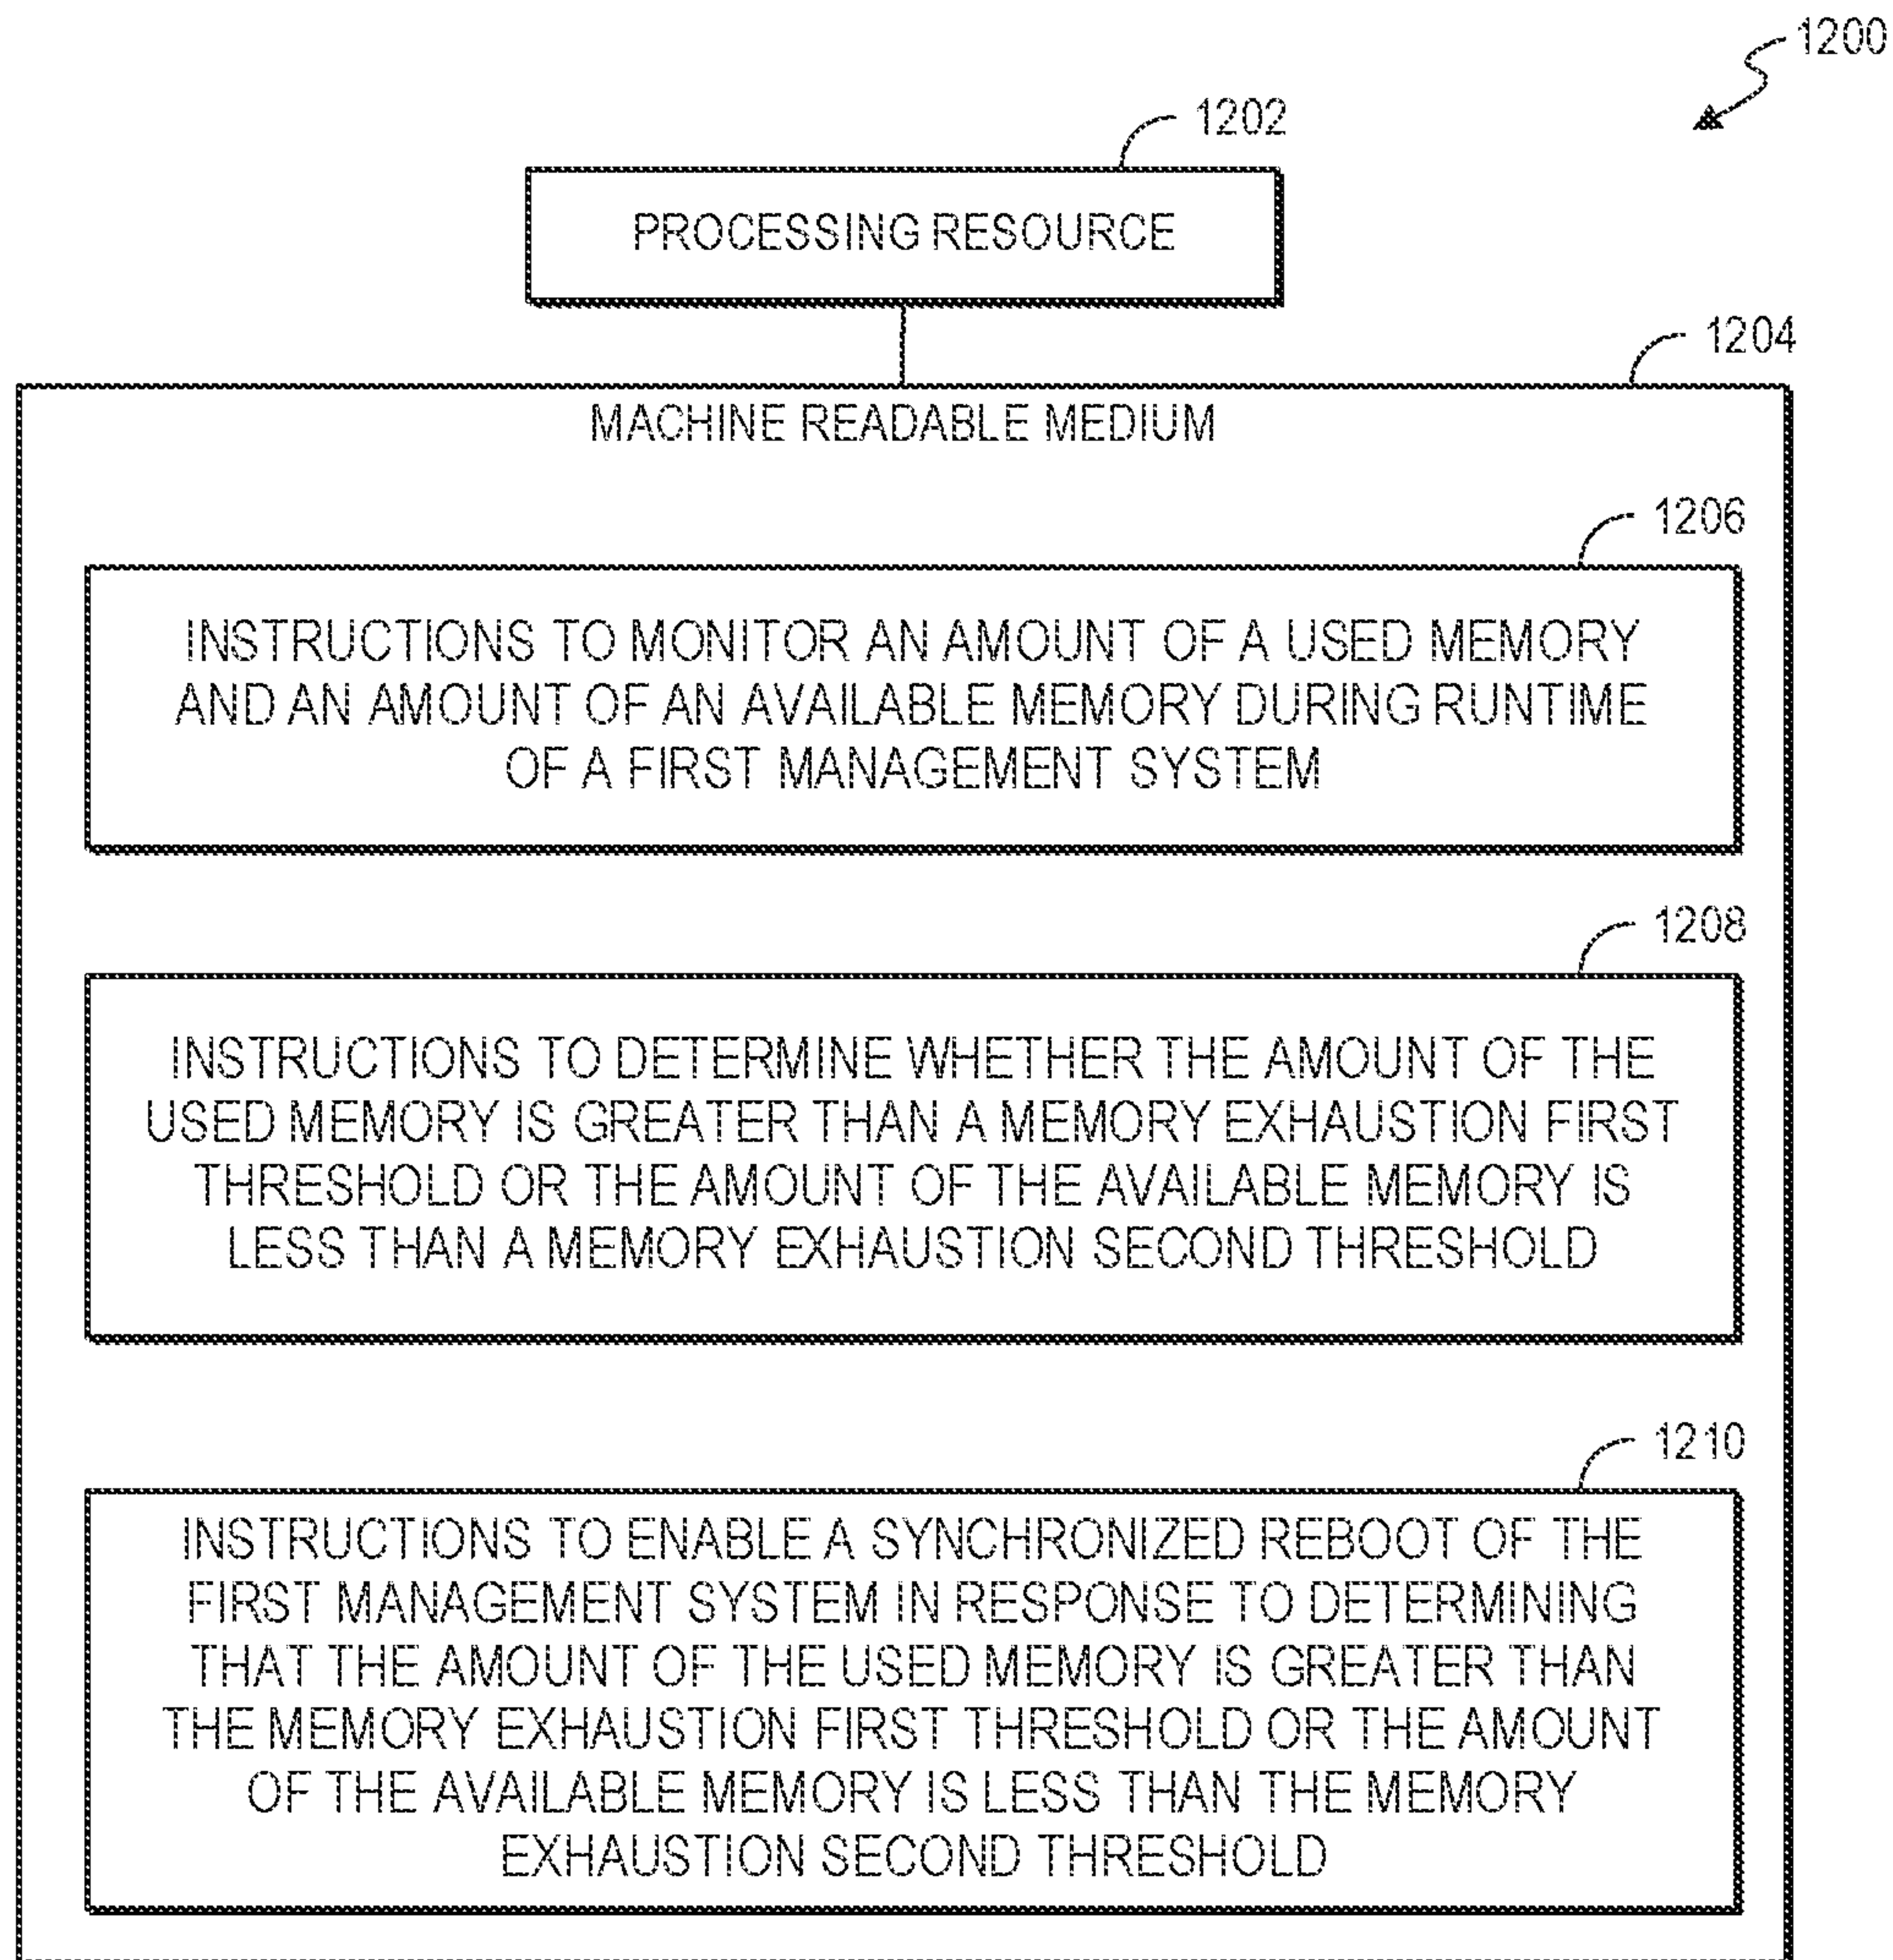 1200
1202
PROCESSING RESOURCE
1204
MACHINE READABLE MEDIUM
1206
INSTRUCTIONS TO MONITOR AN AMOUNT OF A USED MEMORY
AND AN AMOUNT OF AN AVAILABLE MEMORY DURING RUNTIME
OF A FIRST MANAGEMENT SYSTEM
1208
INSTRUCTIONS TO DETERMINE WHETHER THE AMOUNT OF THE
USED MEMORY IS GREATER THAN A MEMORY EXHAUSTION FIRST
THRESHOLD OR THE AMOUNT OF THE AVAILABLE MEMORY IS
LESS THAN A MEMORY EXHAUSTION SECOND THRESHOLD
1210
INSTRUCTIONS TO ENABLE A SYNCHRONIZED REBOOT OF THE
FIRST MANAGEMENT SYSTEM IN RESPONSE TO DETERMINING
THAT THE AMOUNT OF THE USED MEMORY IS GREATER THAN
THE MEMORY EXHAUSTION FIRST THRESHOLD OR THE AMOUNT
OF THE AVAILABLE MEMORY IS LESS THAN THE MEMORY
EXHAUSTION SECOND THRESHOLD